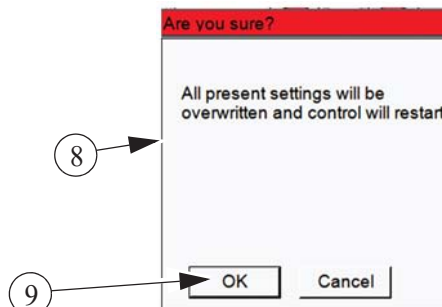 Are you sure?
All present settings will be
overwritten and control will restart
8
9
OK
Cancel